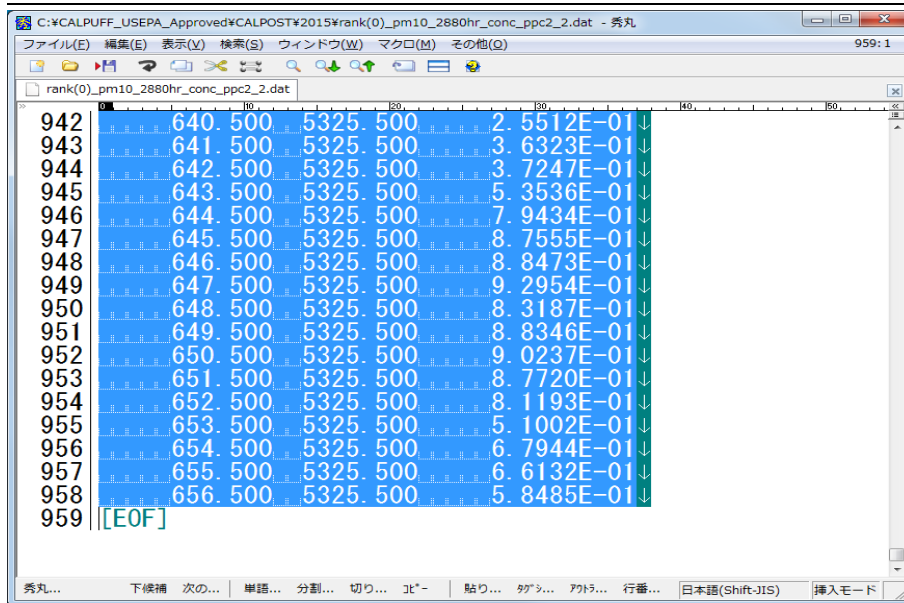 C:¥CALPUFF_USEPA_Approved¥CALPOST¥2015¥rank(0)_pm10_2880hr_conc_ppc2_2.dat - 秀丸
ファイル(F) 編集(E) 表示(V) 検索(S) ウィンドウ(W) マクロ(M) その他(O) 959:1
rank(0)_pm10_2880hr_conc_ppc2_2.dat
0 10 20 30 40 50
942 640.500 5325.500 2.5512E-01↓
943 641.500 5325.500 3.6323E-01↓
944 642.500 5325.500 3.7247E-01↓
945 643.500 5325.500 5.3536E-01↓
946 644.500 5325.500 7.9434E-01↓
947 645.500 5325.500 8.7555E-01↓
948 646.500 5325.500 8.8473E-01↓
949 647.500 5325.500 9.2954E-01↓
950 648.500 5325.500 8.3187E-01↓
951 649.500 5325.500 8.8346E-01↓
952 650.500 5325.500 9.0237E-01↓
953 651.500 5325.500 8.7720E-01↓
954 652.500 5325.500 8.1193E-01↓
955 653.500 5325.500 5.1002E-01↓
956 654.500 5325.500 6.7944E-01↓
957 655.500 5325.500 6.6132E-01↓
958 656.500 5325.500 5.8485E-01↓
959 [EOF]
秀丸... 下候補 次の... 単語... 分割... 切り... ｺﾋﾟｰ 貼り... ﾀｸﾞｼ... ｱｳﾄﾗ... 行番... 日本語(Shift-JIS) 挿入モード